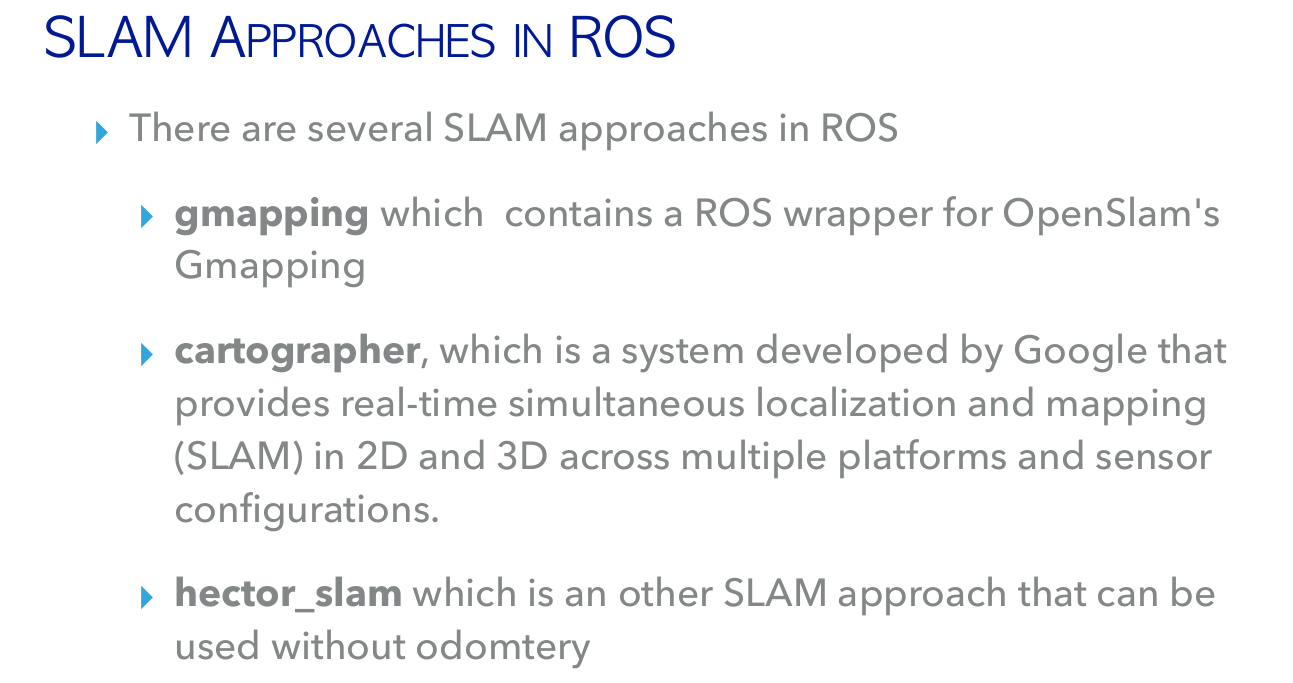 SLAM APPROACHES IN ROS
There are several SLAM approaches in ROS
gmapping which  contains a ROS wrapper for OpenSlam's
Gmapping
cartographer, which is a system developed by Google that
provides real-time simultaneous localization and mapping
(SLAM) in 2D and 3D across multiple platforms and sensor
configurations.
hector_slam which is an other SLAM approach that can be
used without odomtery